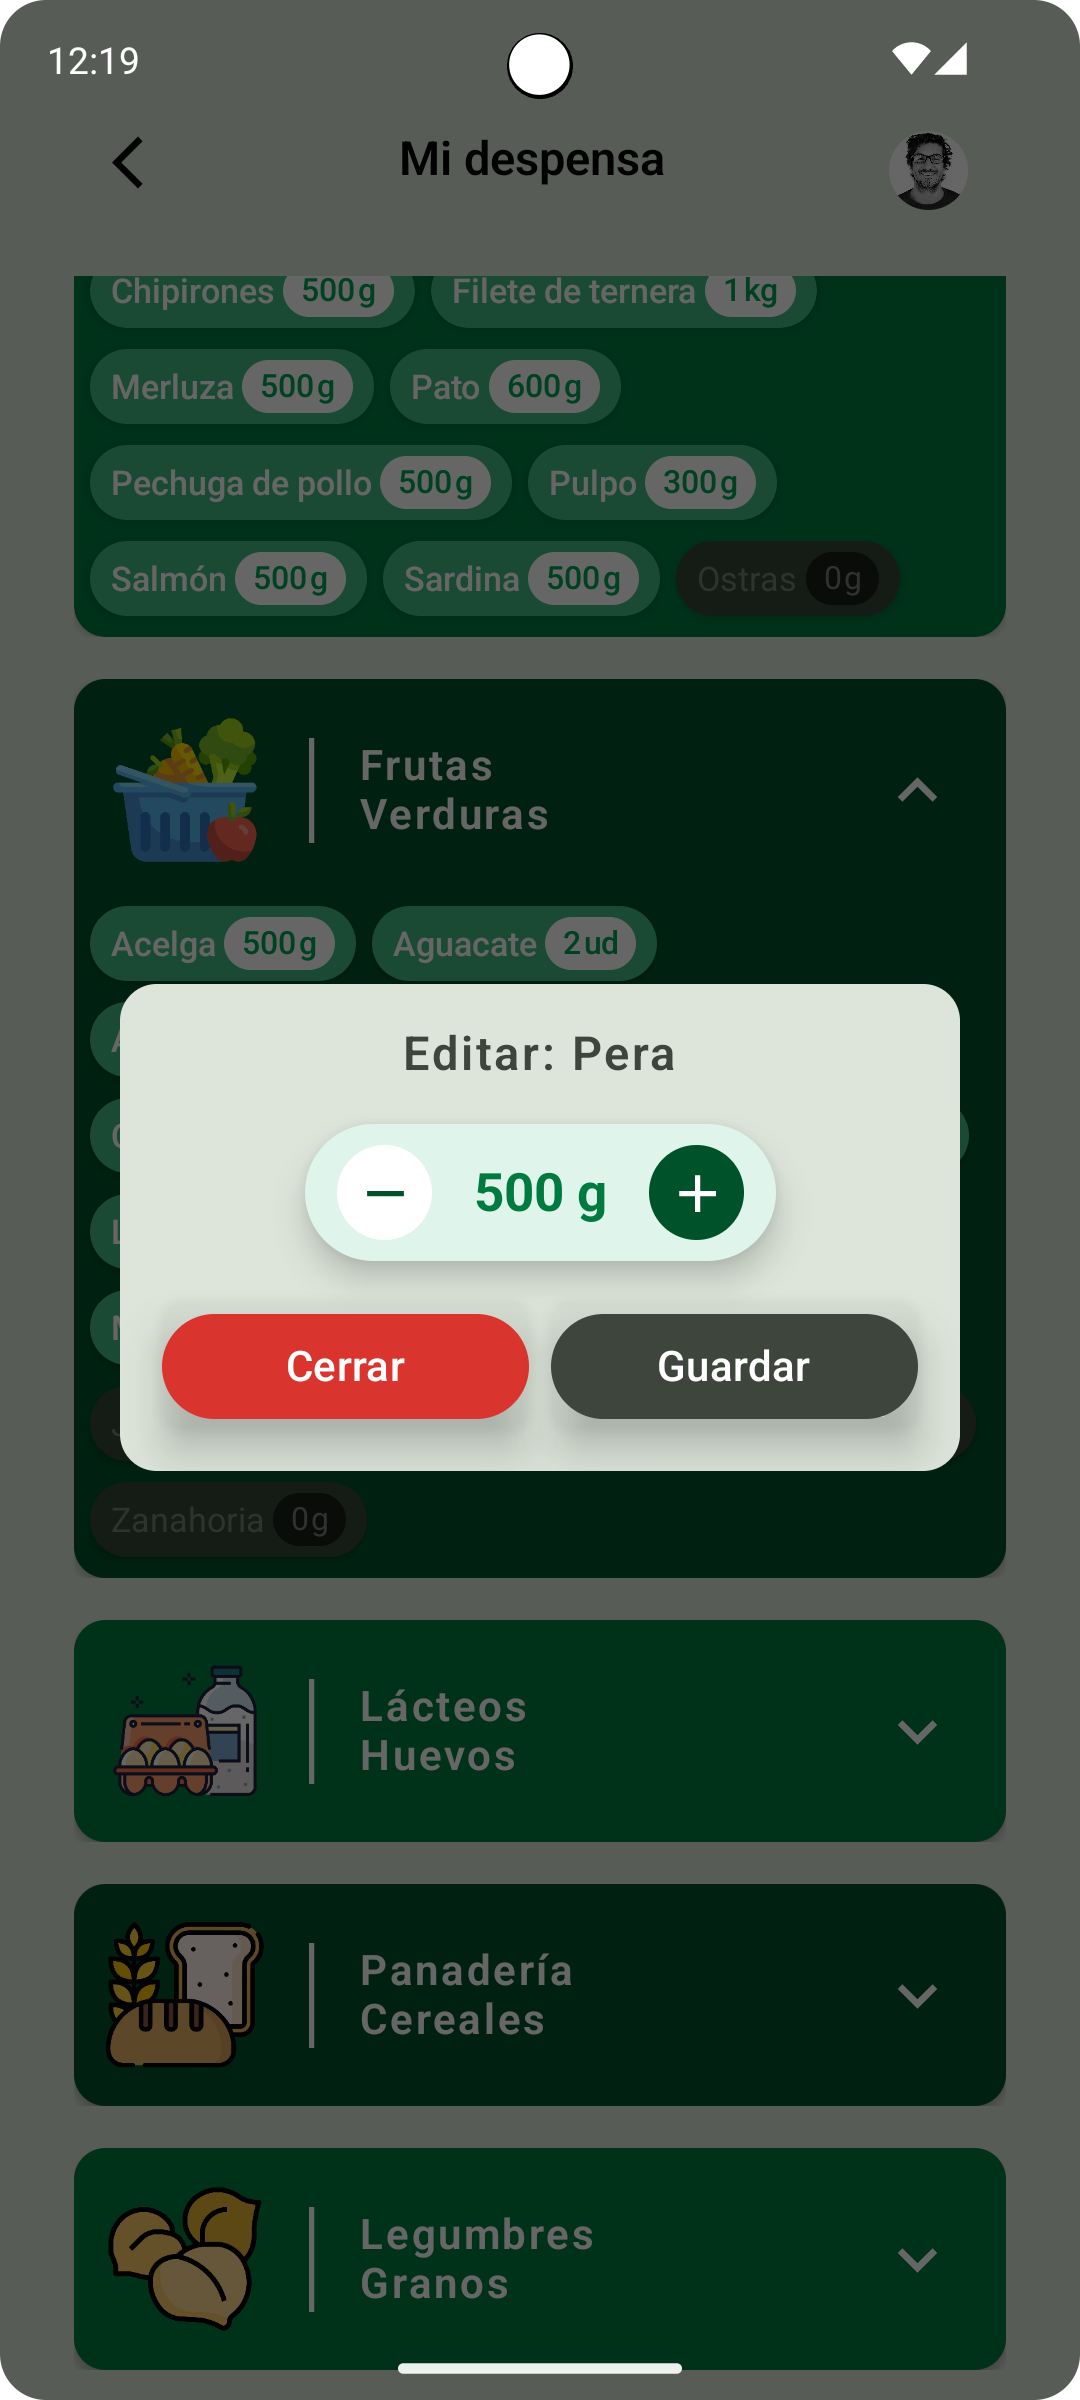 12:19
Mi despensa
Chipirones 500g Filete de ternera 1kg
Merluza 500g Pato 600g
Pechuga de pollo 500g Pulpo 300g
Salmón 500g Sardina 500g Ostras 0g
Frutas
Verduras
Acelga 500g Aguacate 2ud
Editar: Pera
500 g
Cerrar Guardar
Zanahoria 0g
Lácteos
Huevos
Panadería
Cereales
Legumbres
Granos